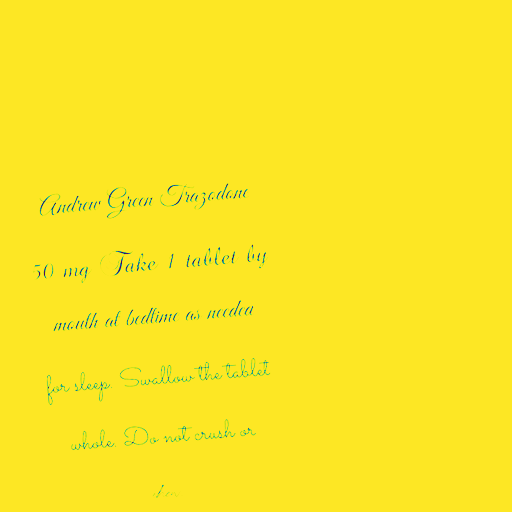 Andrew Green Trazodone
50 mg Take 1 tablet by
mouth at bedtime as needed
for sleep. Swallow the tablet
whole. Do not crush or